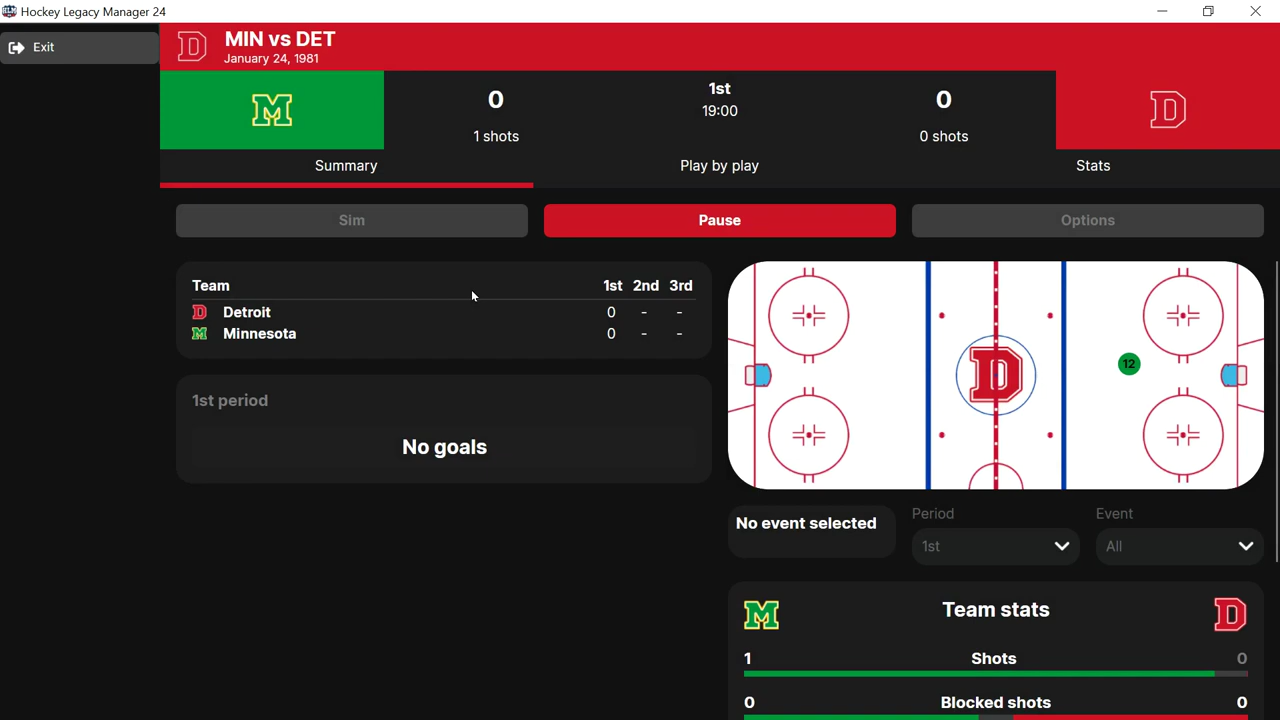 Hockey Legacy Manager 24
Exit
D
MIN vs DET
January 24, 1981
M
0
1 shots
1st
19:00
0
0 shots
D
Summary
Play by play
Stats
Sim
Pause
Options
Team 1st 2nd 3rd
D Detroit 0 - -
M Minnesota 0 - -
1st period
No goals
D
12
No event selected
Period
1st
Event
All
M Team stats D
1 Shots 0
0 Blocked shots 0